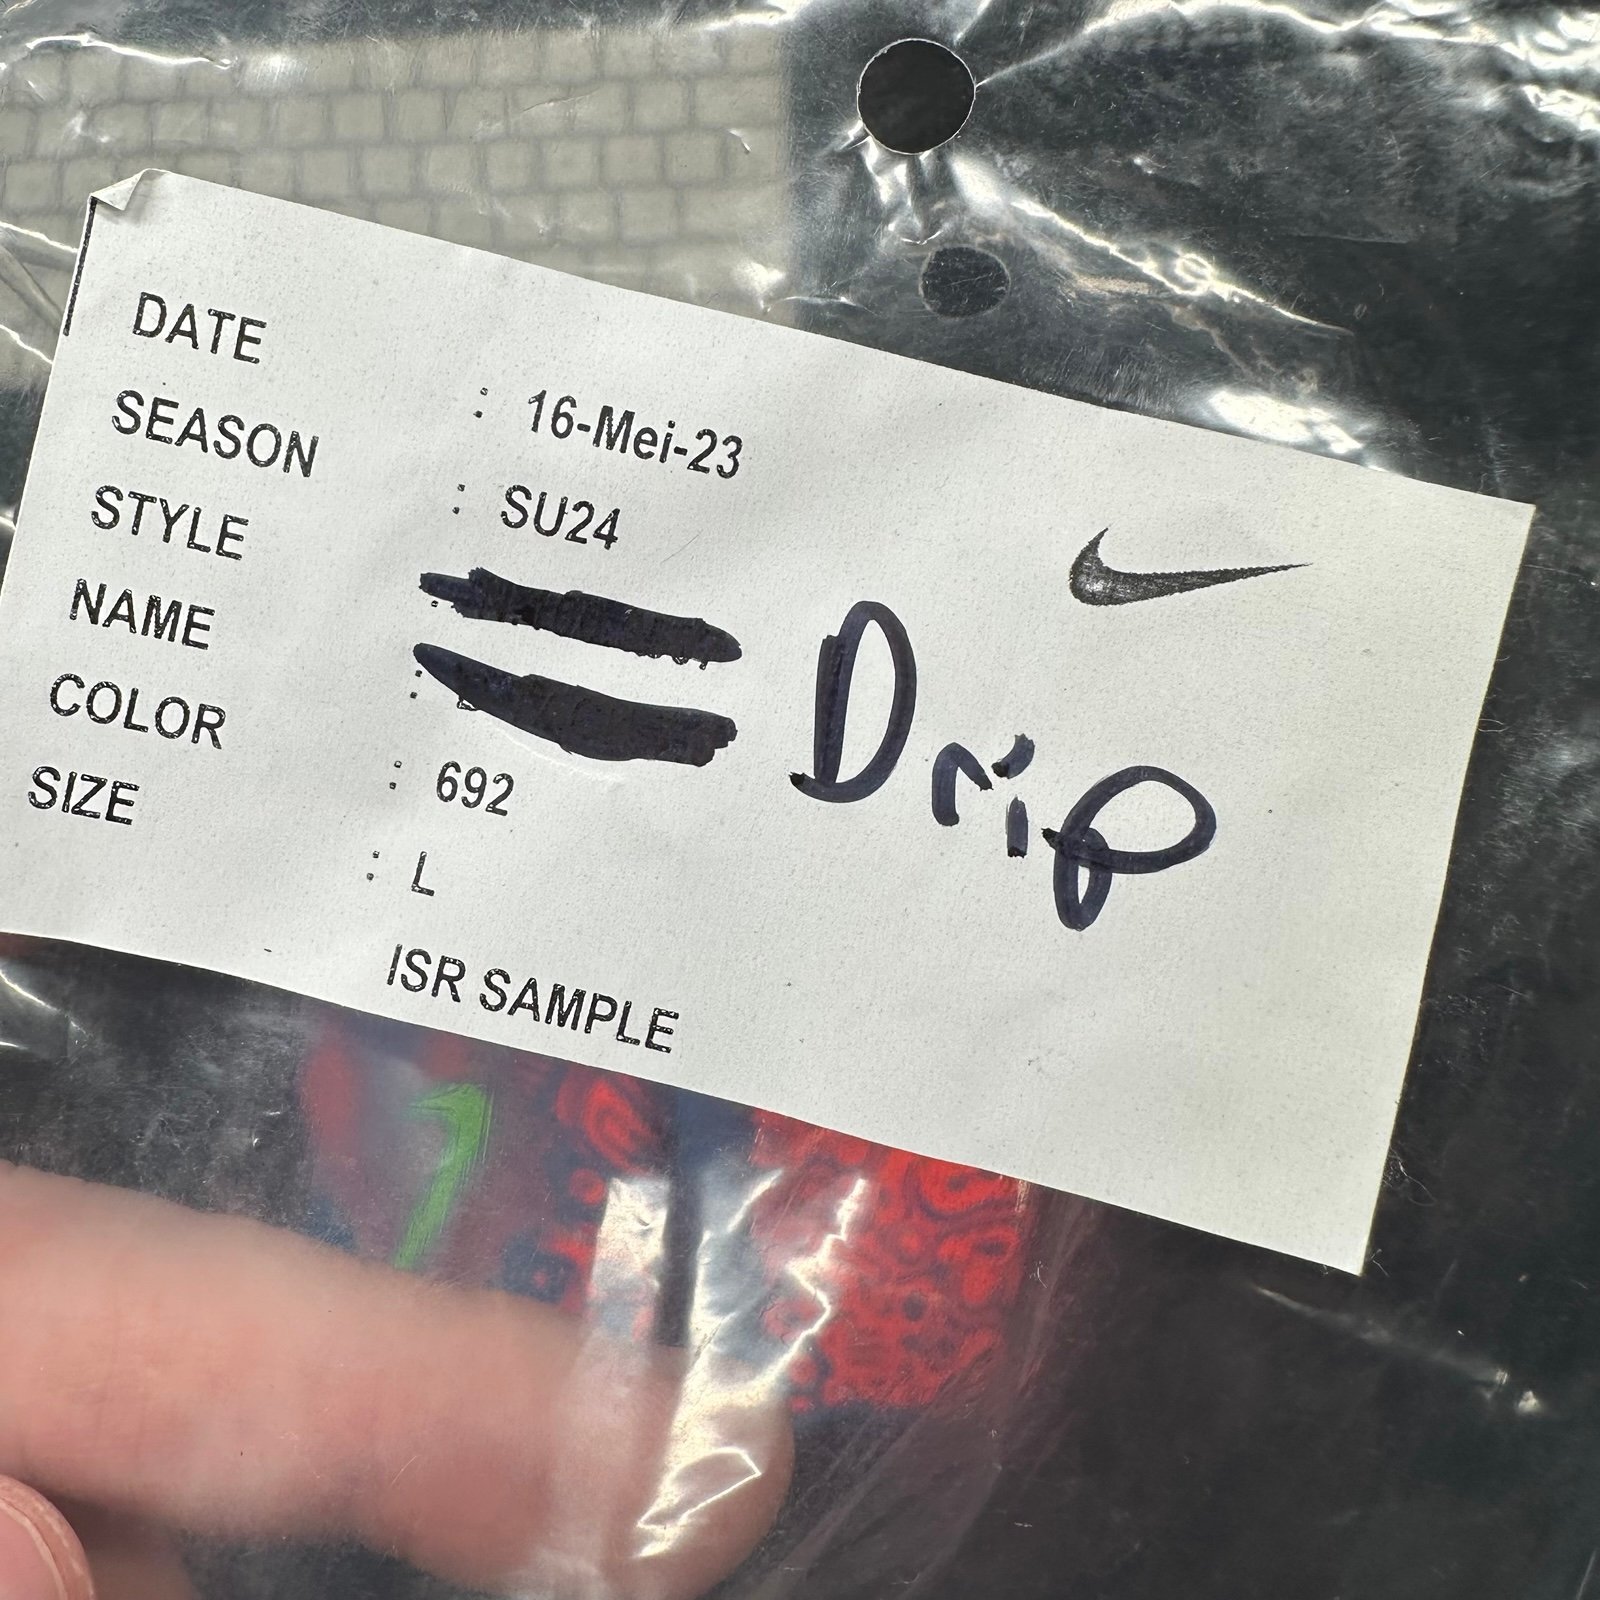 DATE : 16-Mei-23
SEASON : SU24
STYLE :
NAME :
COLOR : 692
SIZE : L
Drip
ISR SAMPLE